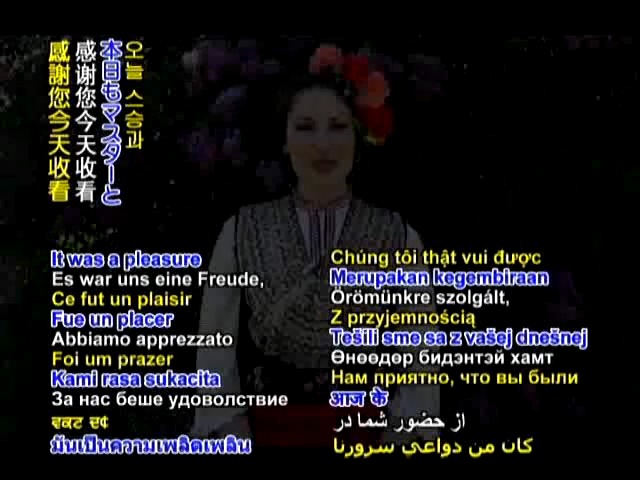 感謝您今天收看
感谢您今天收看
本日もマスターと
오늘 스승과
It was a pleasure
Es war uns eine Freude,
Ce fut un plaisir
Fue un placer
Abbiamo apprezzato
Foi um prazer
Kami rasa sukacita
За нас беше удоволствие
ਵਕਟ ਦ¢
มันเป็นความเพลิดเพลิน
Chúng tôi thật vui được
Merupakan kegembiraan
Örömünkre szolgált,
Z przyjemnością
Tešili sme sa z vašej dnešnej
Өнөөдөр бидэнтэй хамт
Нам приятно, что вы были
आज के
از حضور شما در
كان من دواعي سرورنا